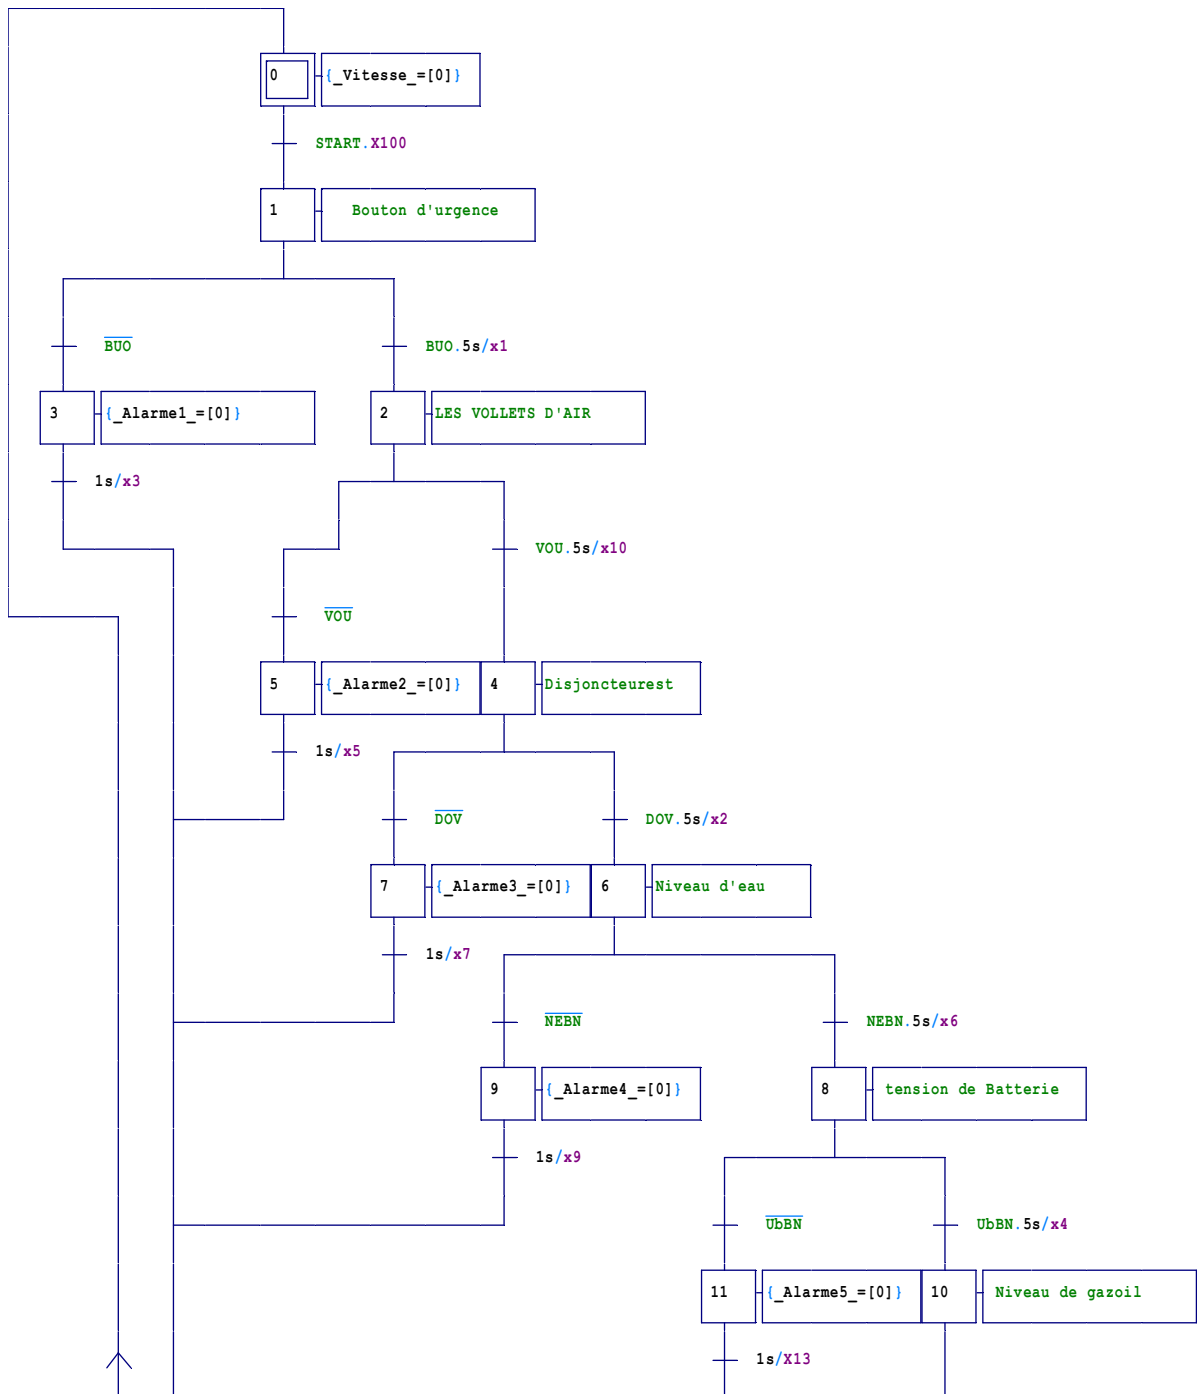 0 {_Vitesse_=[0]}
START.X100
1 Bouton d'urgence
BUO BUO.5s/x1
3 {_Alarme1_=[0]} 2 LES VOLLETS D'AIR
1s/x3
VOU.5s/x10
VOU
5 {_Alarme2_=[0]} 4 Disjoncteurest
1s/x5
DOV DOV.5s/x2
7 {_Alarme3_=[0]} 6 Niveau d'eau
1s/x7
NEBN NEBN.5s/x6
9 {_Alarme4_=[0]} 8 tension de Batterie
1s/x9
UbBN UbBN.5s/x4
11 {_Alarme5_=[0]} 10 Niveau de gazoil
1s/X13